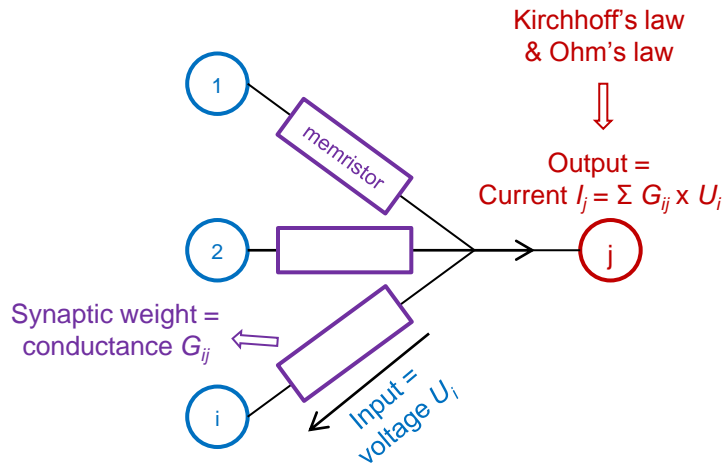 Kirchhoff's law
& Ohm's law
1
memristor
Output =
Current Iⱼ = Σ Gᵢⱼ x Uᵢ
2
j
Synaptic weight =
conductance Gᵢⱼ
i
Input =
voltage Uᵢ